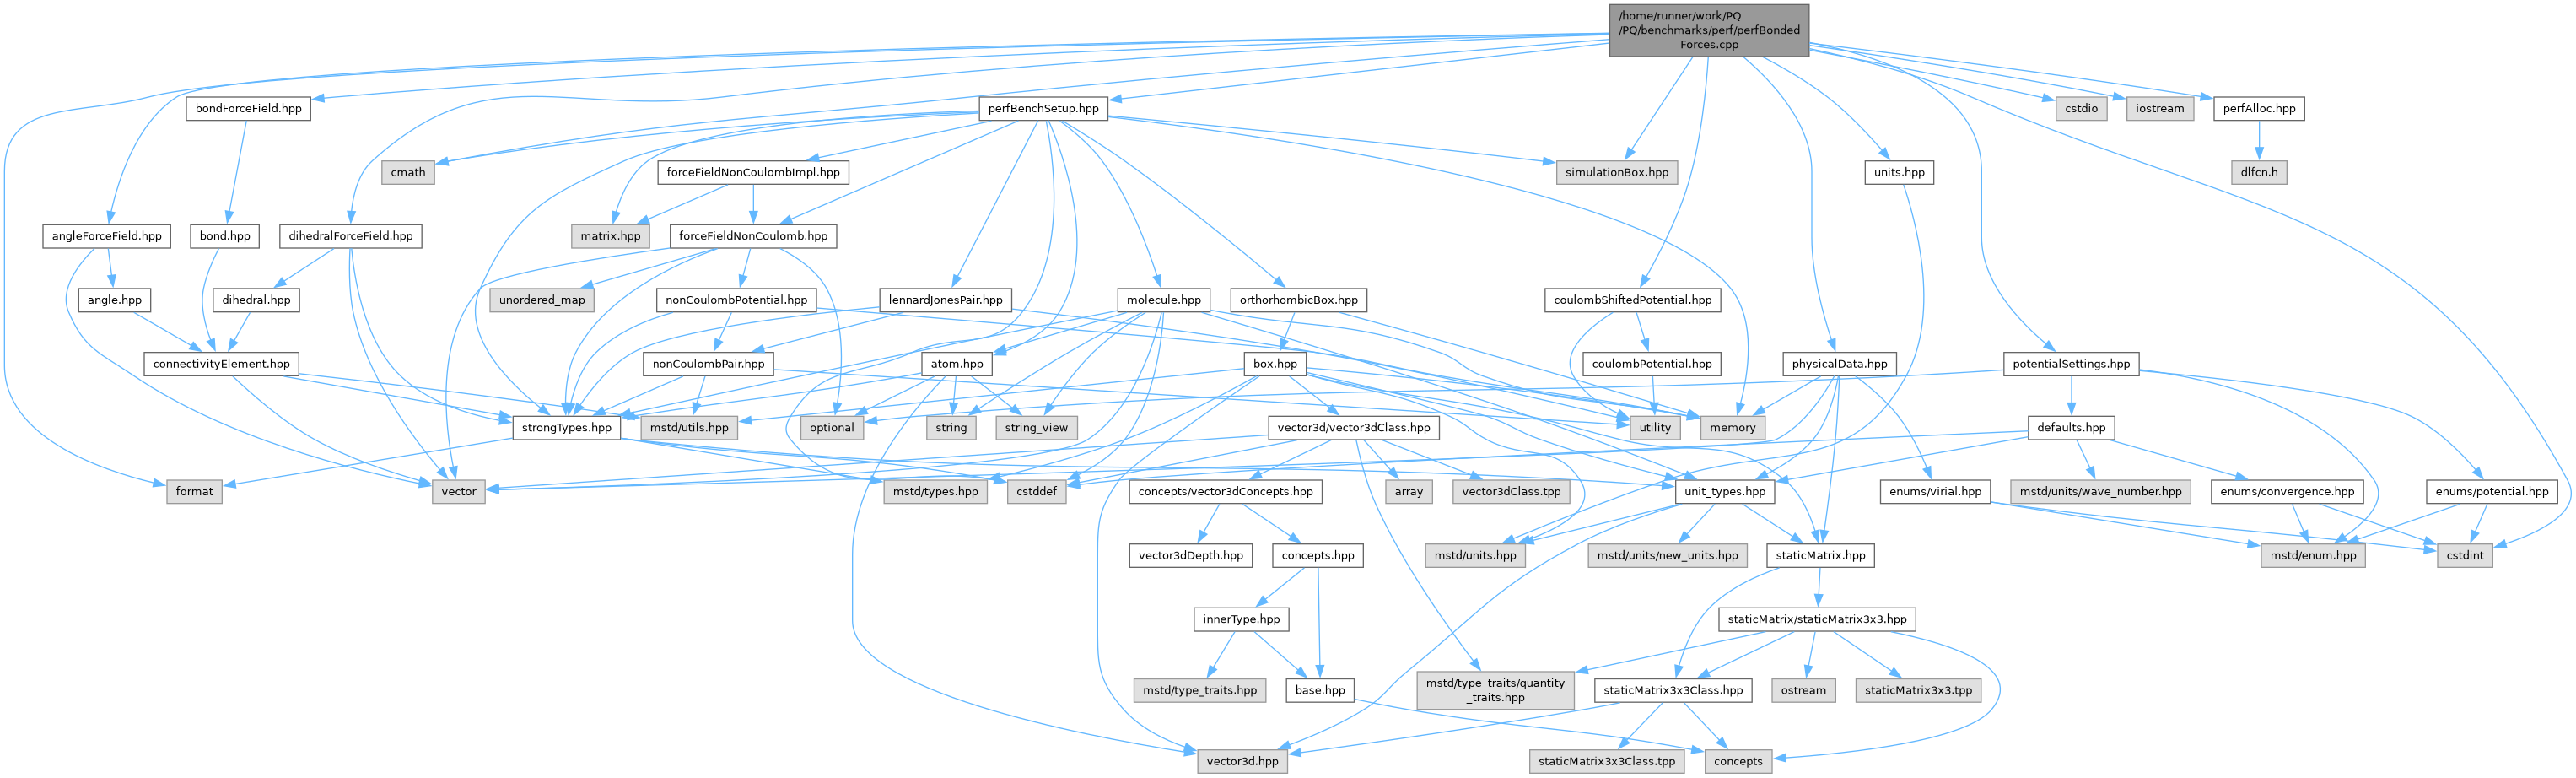 /home/runner/work/PQ
/PQ/benchmarks/perf/perfBonded
Forces.cpp
bondForceField.hpp
perfBenchSetup.hpp
cstdio
iostream
perfAlloc.hpp
cmath
forceFieldNonCoulombImpl.hpp
simulationBox.hpp
units.hpp
dlfcn.h
angleForceField.hpp
bond.hpp
dihedralForceField.hpp
matrix.hpp
forceFieldNonCoulomb.hpp
angle.hpp
dihedral.hpp
unordered_map
nonCoulombPotential.hpp
lennardJonesPair.hpp
molecule.hpp
orthorhombicBox.hpp
coulombShiftedPotential.hpp
connectivityElement.hpp
nonCoulombPair.hpp
atom.hpp
box.hpp
coulombPotential.hpp
physicalData.hpp
potentialSettings.hpp
strongTypes.hpp
mstd/utils.hpp
optional
string
string_view
vector3d/vector3dClass.hpp
utility
memory
defaults.hpp
format
vector
mstd/types.hpp
cstddef
concepts/vector3dConcepts.hpp
array
vector3dClass.tpp
unit_types.hpp
enums/virial.hpp
mstd/units/wave_number.hpp
enums/convergence.hpp
enums/potential.hpp
vector3dDepth.hpp
concepts.hpp
mstd/units.hpp
mstd/units/new_units.hpp
staticMatrix.hpp
mstd/enum.hpp
cstdint
innerType.hpp
staticMatrix/staticMatrix3x3.hpp
mstd/type_traits.hpp
base.hpp
mstd/type_traits/quantity
_traits.hpp
staticMatrix3x3Class.hpp
ostream
staticMatrix3x3.tpp
vector3d.hpp
staticMatrix3x3Class.tpp
concepts